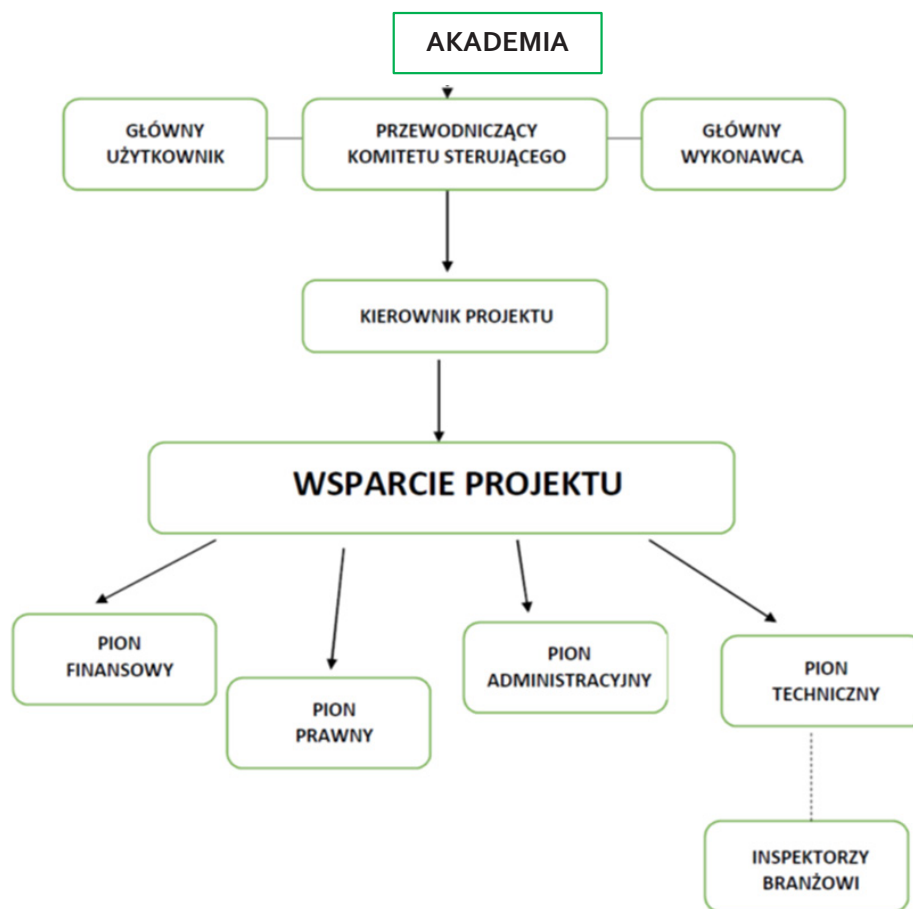 AKADEMIA
GŁÓWNY
UŻYTKOWNIK
PRZEWODNICZĄCY
KOMITETU STERUJĄCEGO
GŁÓWNY
WYKONAWCA
KIEROWNIK PROJEKTU
WSPARCIE PROJEKTU
PION
FINANSOWY
PION
PRAWNY
PION
ADMINISTRACYJNY
PION
TECHNICZNY
INSPEKTORZY
BRANŻOWI